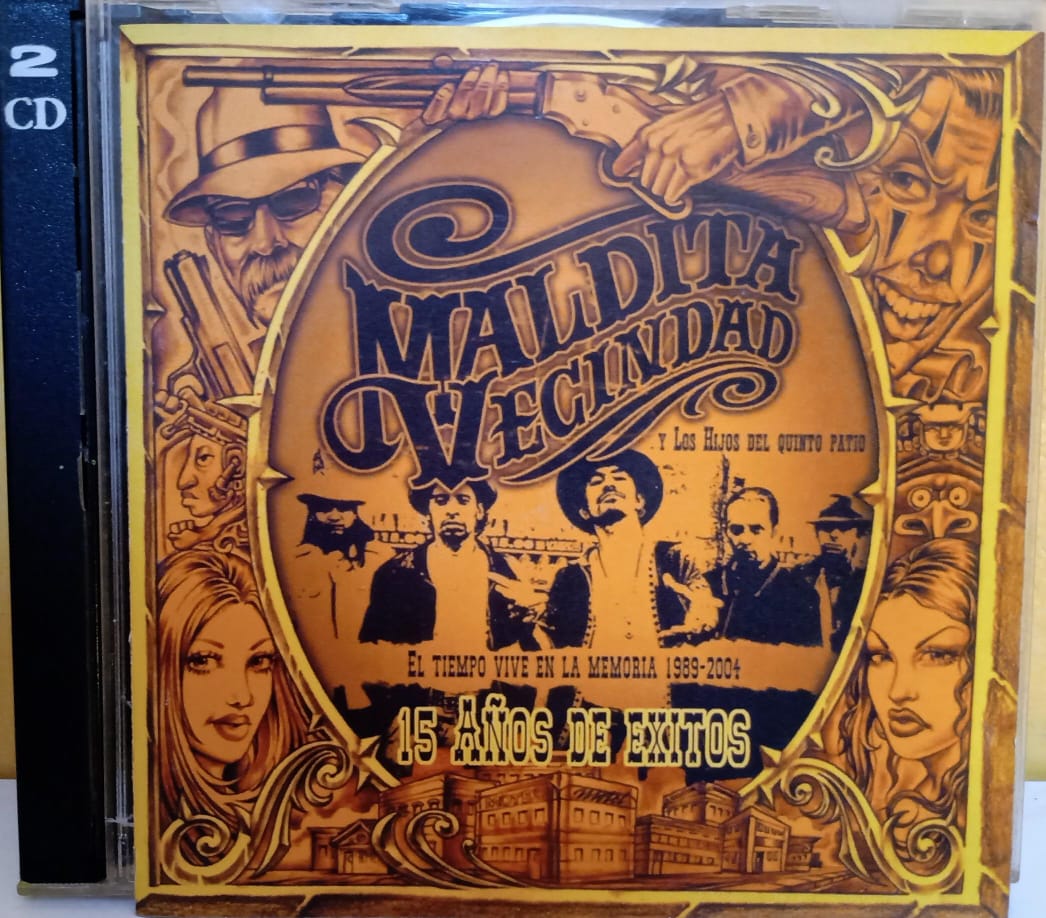 2
CD
MALDITA
VECINDAD
Y LOS HIJOS DEL QUINTO PATIO
EL TIEMPO VIVE EN LA MEMORIA 1989-2004
15 AÑOS DE EXITOS